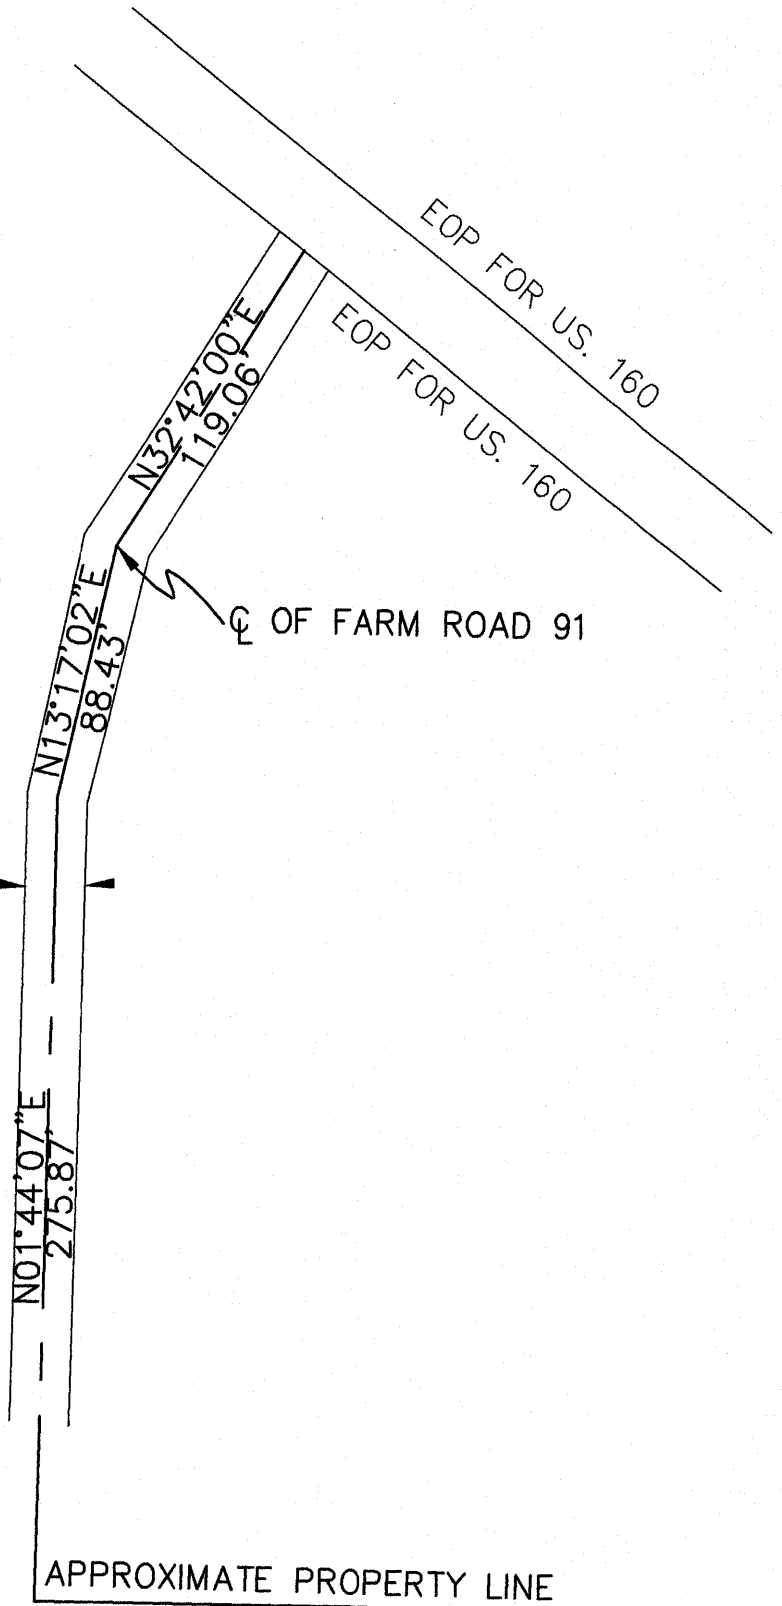 EOP FOR US. 160
EOP FOR US. 160
N32°42'00"E
119.06'
℄ OF FARM ROAD 91
N13°17'02"E
88.43'
N01°44'07"E
275.87'
APPROXIMATE PROPERTY LINE